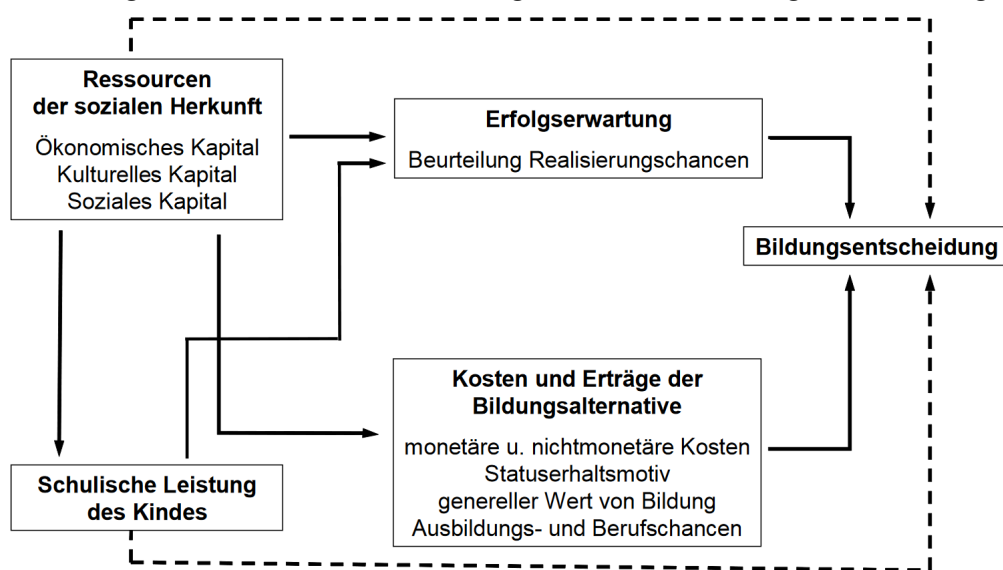 Ressourcen
der sozialen Herkunft
Ökonomisches Kapital
Kulturelles Kapital
Soziales Kapital
Erfolgserwartung
Beurteilung Realisierungschancen
Bildungsentscheidung
Kosten und Erträge der
Bildungsalternative
monetäre u. nichtmonetäre Kosten
Statuserhaltsmotiv
genereller Wert von Bildung
Ausbildungs- und Berufschancen
Schulische Leistung
des Kindes